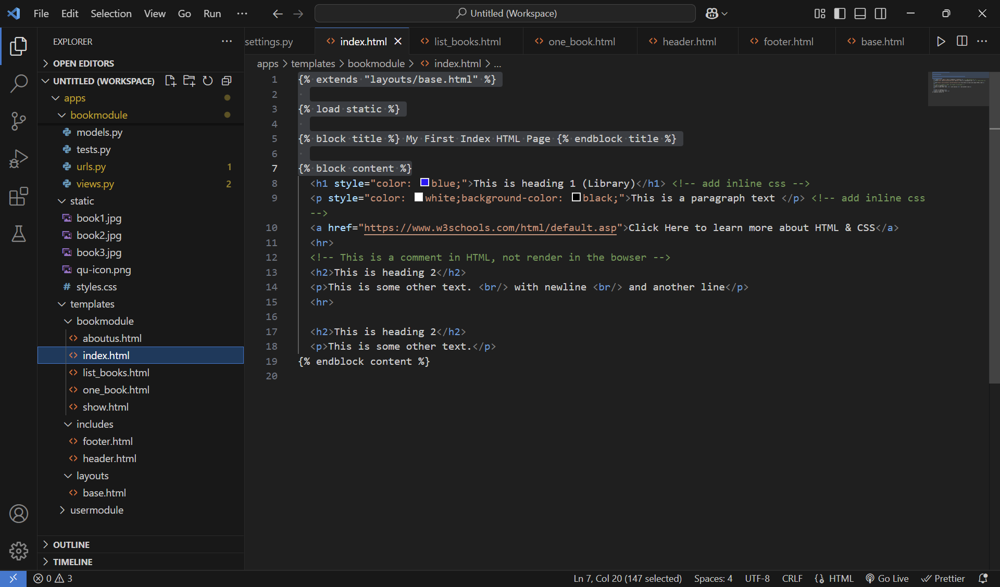 File Edit Selection View Go Run ···
Untitled (Workspace)
EXPLORER
OPEN EDITORS
UNTITLED (WORKSPACE)
apps
bookmodule
models.py
tests.py
urls.py 1
views.py 2
static
book1.jpg
book2.jpg
book3.jpg
qu-icon.png
styles.css
templates
bookmodule
aboutus.html
index.html
list_books.html
one_book.html
show.html
includes
footer.html
header.html
layouts
base.html
usermodule
OUTLINE
TIMELINE
settings.py index.html list_books.html one_book.html header.html footer.html base.html
apps > templates > bookmodule > index.html > ...
1 {% extends "layouts/base.html" %}
2
3 {% load static %}
4
5 {% block title %} My First Index HTML Page {% endblock title %}
6
7 {% block content %}
8 <h1 style="color: blue;">This is heading 1 (Library)</h1> <!-- add inline css -->
9 <p style="color: white;background-color: black;">This is a paragraph text </p> <!-- add inline css
-->
10 <a href="https://www.w3schools.com/html/default.asp">Click Here to learn more about HTML & CSS</a>
11 <hr>
12 <!-- This is a comment in HTML, not render in the bowser -->
13 <h2>This is heading 2</h2>
14 <p>This is some other text. <br/> with newline <br/> and another line</p>
15 <hr>
16
17 <h2>This is heading 2</h2>
18 <p>This is some other text.</p>
19 {% endblock content %}
20
0 3 Ln 7, Col 20 (147 selected) Spaces: 4 UTF-8 CRLF HTML Go Live Prettier